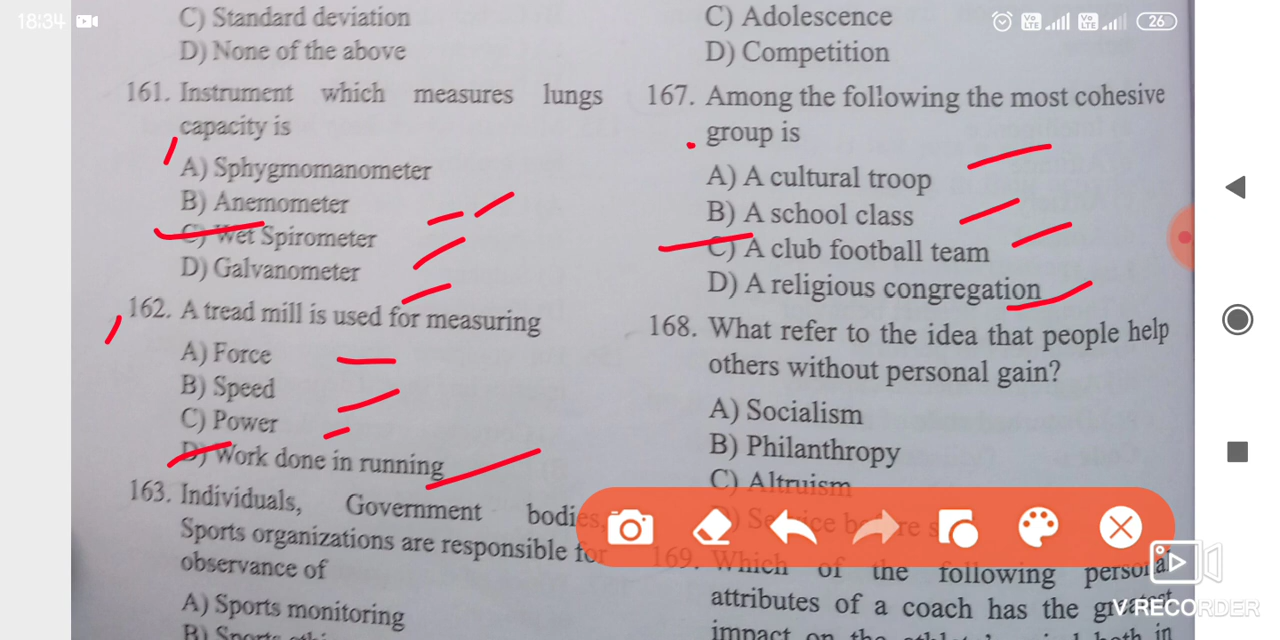 18:34
26
C) Standard deviation
D) None of the above
161. Instrument which measures lungs
capacity is
A) Sphygmomanometer
B) Anemometer
C) Wet Spirometer
D) Galvanometer
162. A tread mill is used for measuring
A) Force
B) Speed
C) Power
D) Work done in running
163. Individuals, Government bodies,
Sports organizations are responsible for
observance of
A) Sports monitoring
B) Sports
C) Adolescence
D) Competition
167. Among the following the most cohesive
group is
A) A cultural troop
B) A school class
C) A club football team
D) A religious congregation
168. What refer to the idea that people help
others without personal gain?
A) Socialism
B) Philanthropy
C) Altruism
169. Which of the following personal
attributes of a coach has the greatest
impact on the
V RECORDER